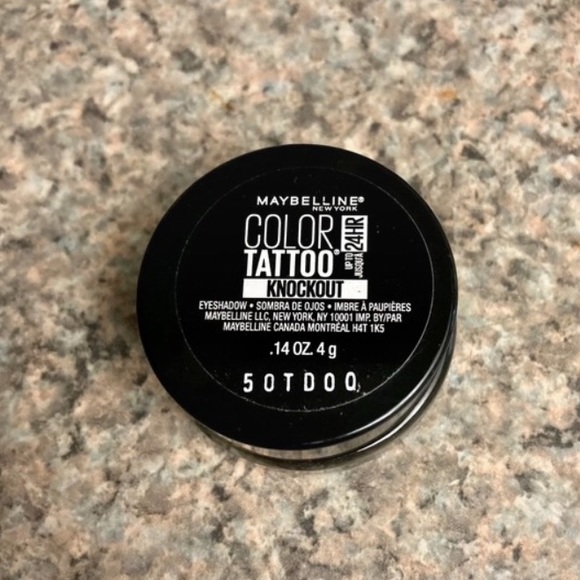 MAYBELLINE®
NEW YORK
COLOR
TATTOO®
UP TO
JUSQU'À
24HR
KNOCKOUT
EYESHADOW • SOMBRA DE OJOS • IMBRE À PAUPIÈRES
MAYBELLINE LLC, NEW YORK, NY 10001 IMP. BY/PAR
MAYBELLINE CANADA MONTRÉAL H4T 1K5
.14 OZ. 4 g
50TD0Q